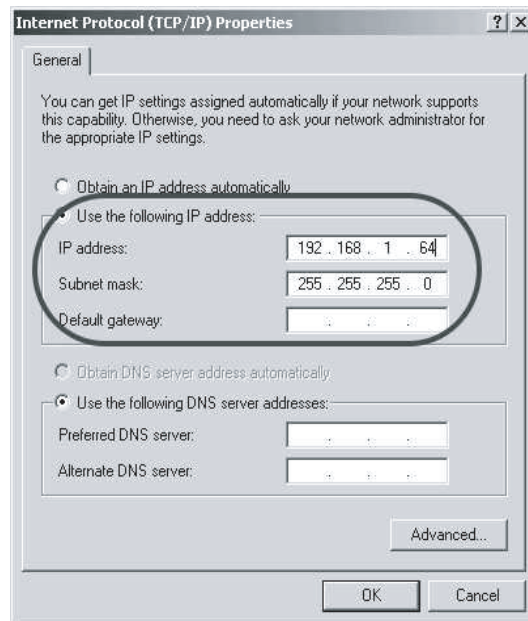 Internet Protocol (TCP/IP) Properties
General
You can get IP settings assigned automatically if your network supports
this capability. Otherwise, you need to ask your network administrator for
the appropriate IP settings.
Obtain an IP address automatically
Use the following IP address:
IP address: 192 . 168 . 1 . 64
Subnet mask: 255 . 255 . 255 . 0
Default gateway: . . .
Obtain DNS server address automatically
Use the following DNS server addresses:
Preferred DNS server: . . .
Alternate DNS server: . . .
Advanced...
OK Cancel